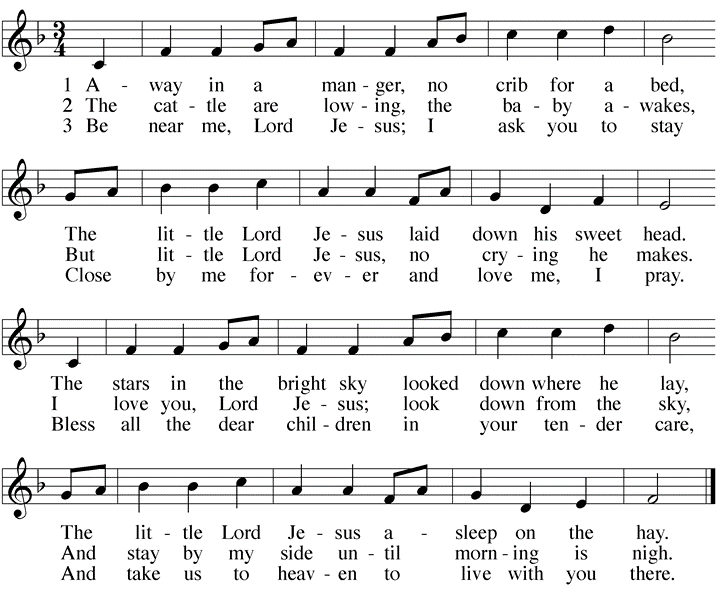 3
4
1 A - way in a man - ger, no crib for a bed,
2 The cat - tle are low - ing, the ba - by a - wakes,
3 Be near me, Lord Je - sus; I ask you to stay
The lit - tle Lord Je - sus laid down his sweet head.
But lit - tle Lord Je - sus, no cry - ing he makes.
Close by me for - ev - er and love me, I pray.
The stars in the bright sky looked down where he lay,
I love you, Lord Je - sus; look down from the sky,
Bless all the dear chil - dren in your ten - der care,
The lit - tle Lord Je - sus a - sleep on the hay.
And stay by my side un - til morn - ing is nigh.
And take us to heav - en to live with you there.